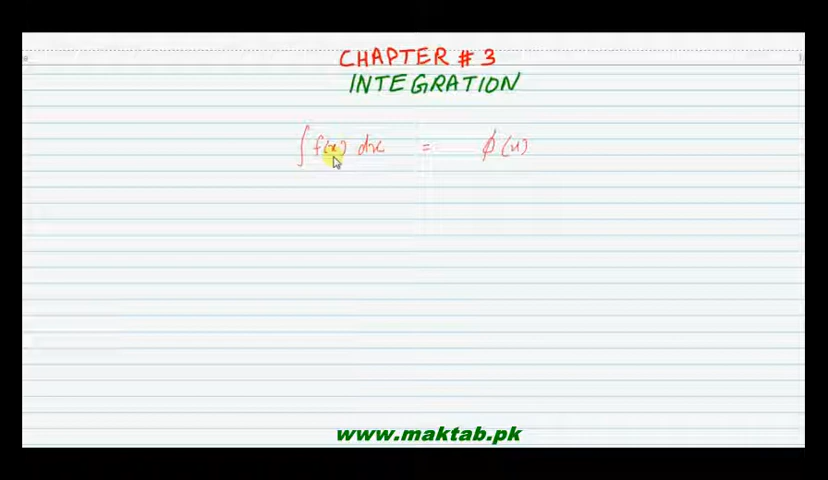 CHAPTER # 3
INTEGRATION
∫ f(x) dx = φ(x)
www.maktab.pk